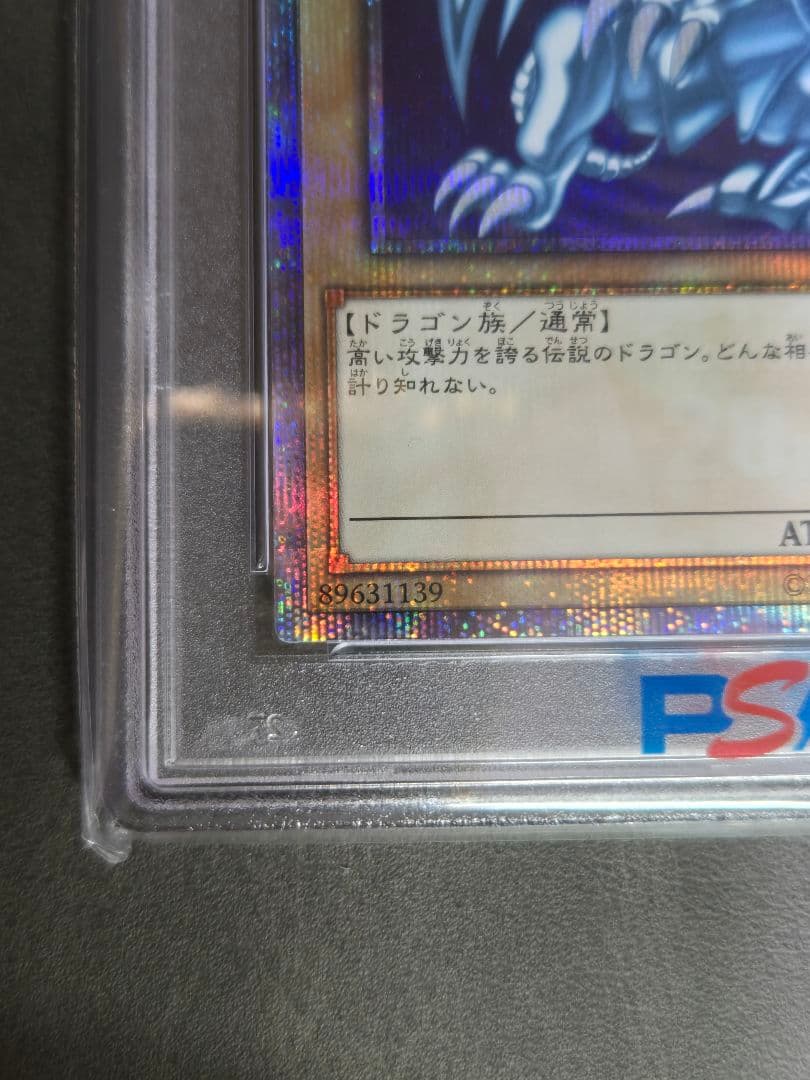 【ドラゴン族／通常】
高い攻撃力を誇る伝説のドラゴン。どんな相
計り知れない。
AT
89631139
©
PSA